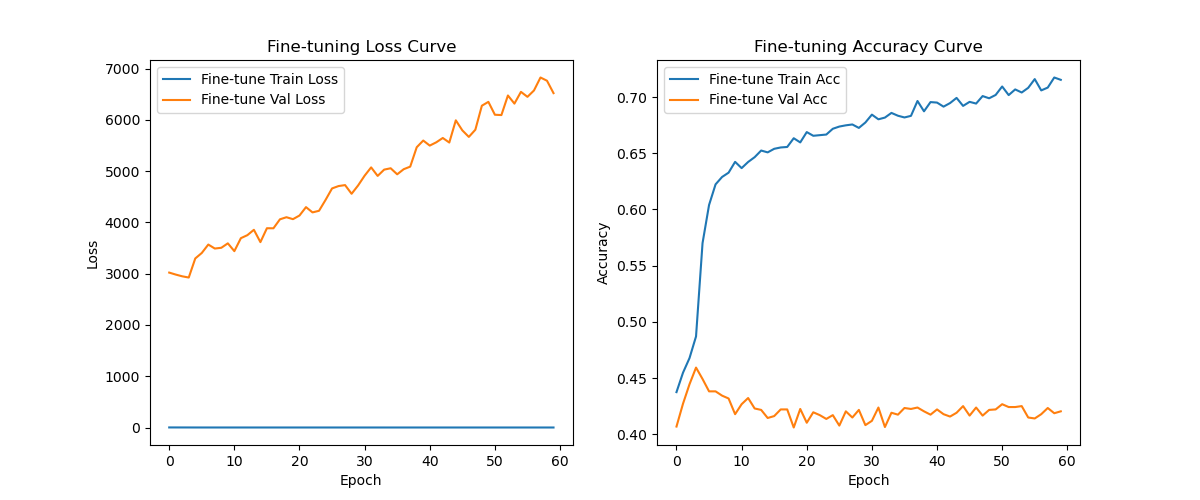 Fine-tuning Loss Curve
Fine-tune Train Loss
Fine-tune Val Loss
7000
6000
5000
4000
3000
2000
1000
0
Loss
0 10 20 30 40 50 60
Epoch
Fine-tuning Accuracy Curve
Fine-tune Train Acc
Fine-tune Val Acc
0.70
0.65
0.60
0.55
0.50
0.45
0.40
Accuracy
0 10 20 30 40 50 60
Epoch